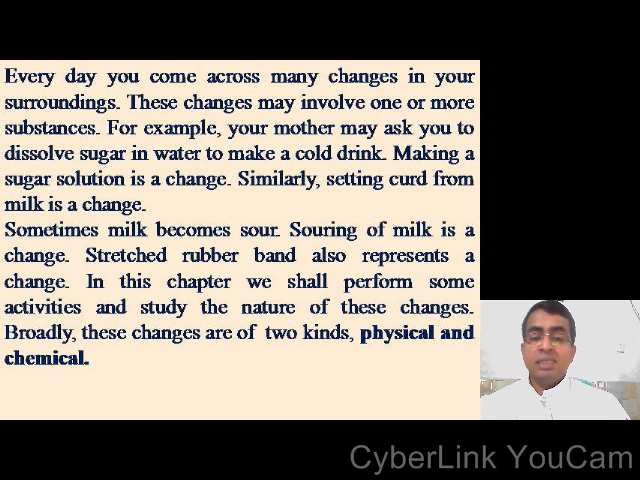 Every day you come across many changes in your
surroundings. These changes may involve one or more
substances. For example, your mother may ask you to
dissolve sugar in water to make a cold drink. Making a
sugar solution is a change. Similarly, setting curd from
milk is a change.
Sometimes milk becomes sour. Souring of milk is a
change. Stretched rubber band also represents a
change. In this chapter we shall perform some
activities and study the nature of these changes.
Broadly, these changes are of two kinds, physical and
chemical.
CyberLink YouCam